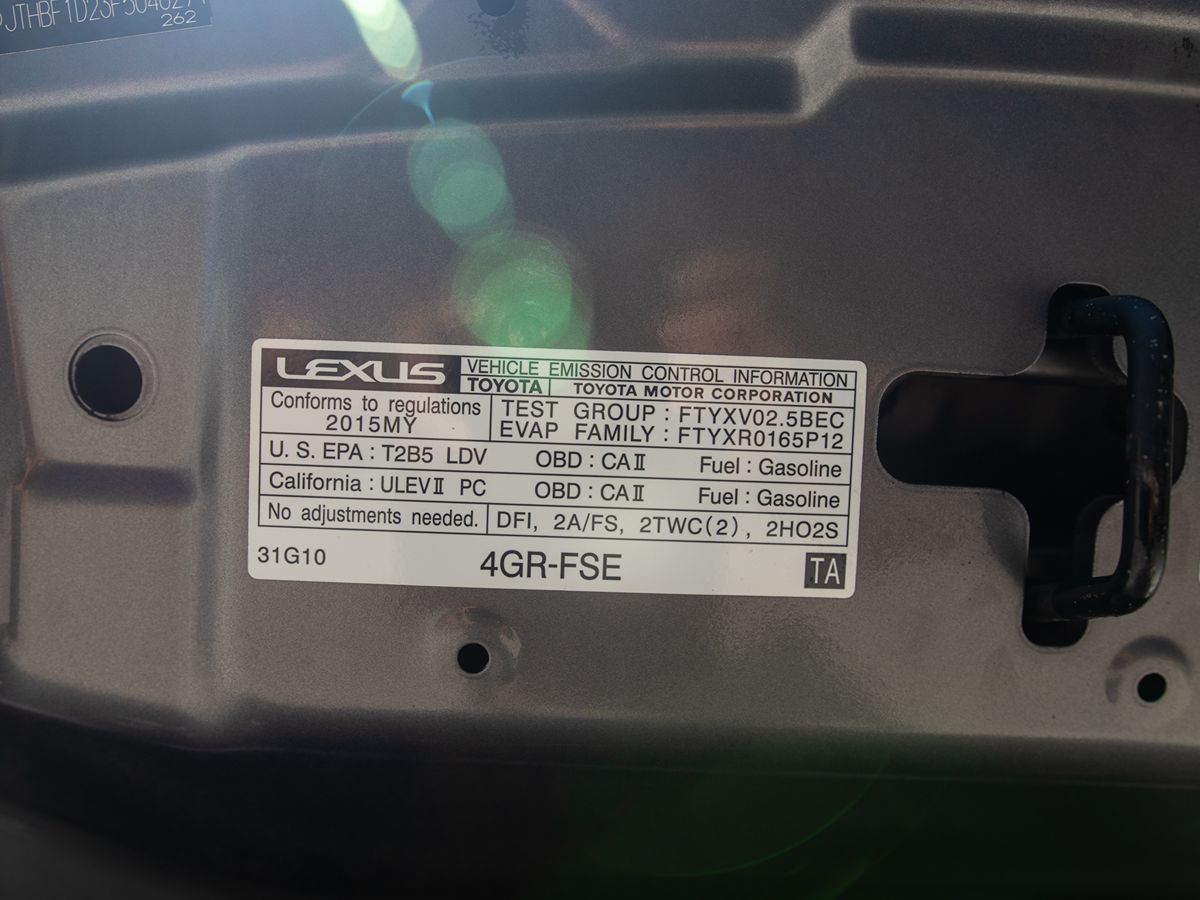 262
LEXUS
VEHICLE EMISSION CONTROL INFORMATION
TOYOTA TOYOTA MOTOR CORPORATION
Conforms to regulations
2015MY
TEST GROUP : FTYXV02.5BEC
EVAP FAMILY : FTYXR0165P12
U. S. EPA : T2B5 LDV OBD : CAⅡ Fuel : Gasoline
California : ULEVⅡ PC OBD : CAⅡ Fuel : Gasoline
No adjustments needed. DFI, 2A/FS, 2TWC(2), 2HO2S
31G10 4GR-FSE TA